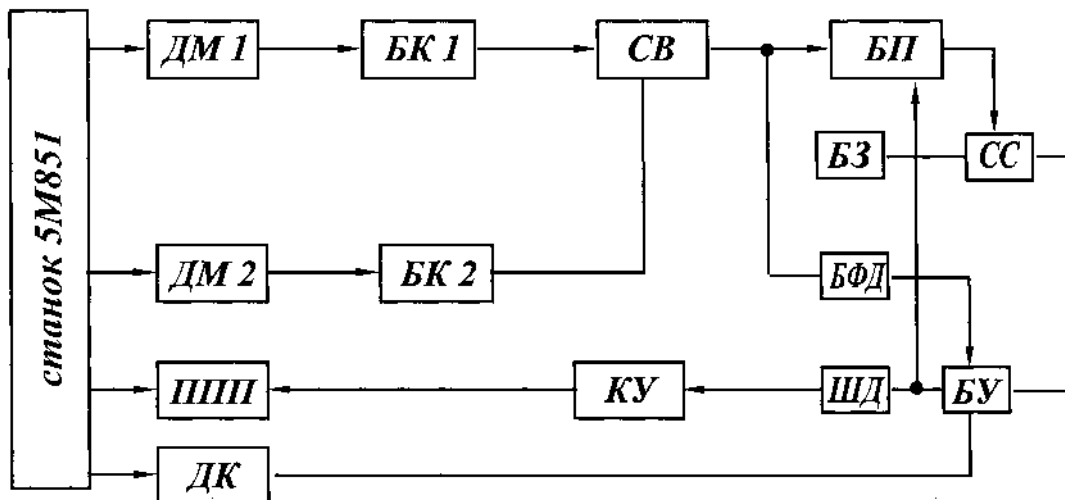 станок 5М851
ДМ 1
БК 1
СВ
БП
БЗ
СС
ДМ 2
БК 2
БФД
ППП
КУ
ШД
БУ
ДК